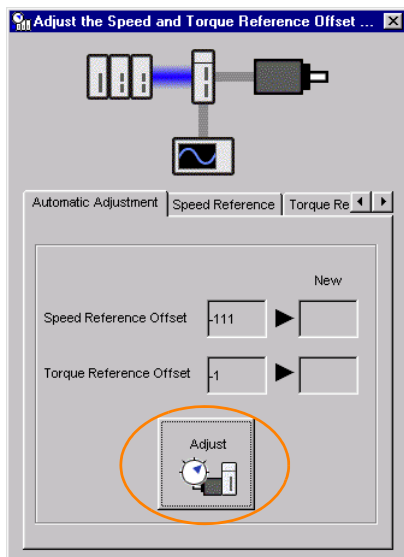 Adjust the Speed and Torque Reference Offset ...
Automatic Adjustment Speed Reference Torque Re
New
Speed Reference Offset -111
Torque Reference Offset -1
Adjust